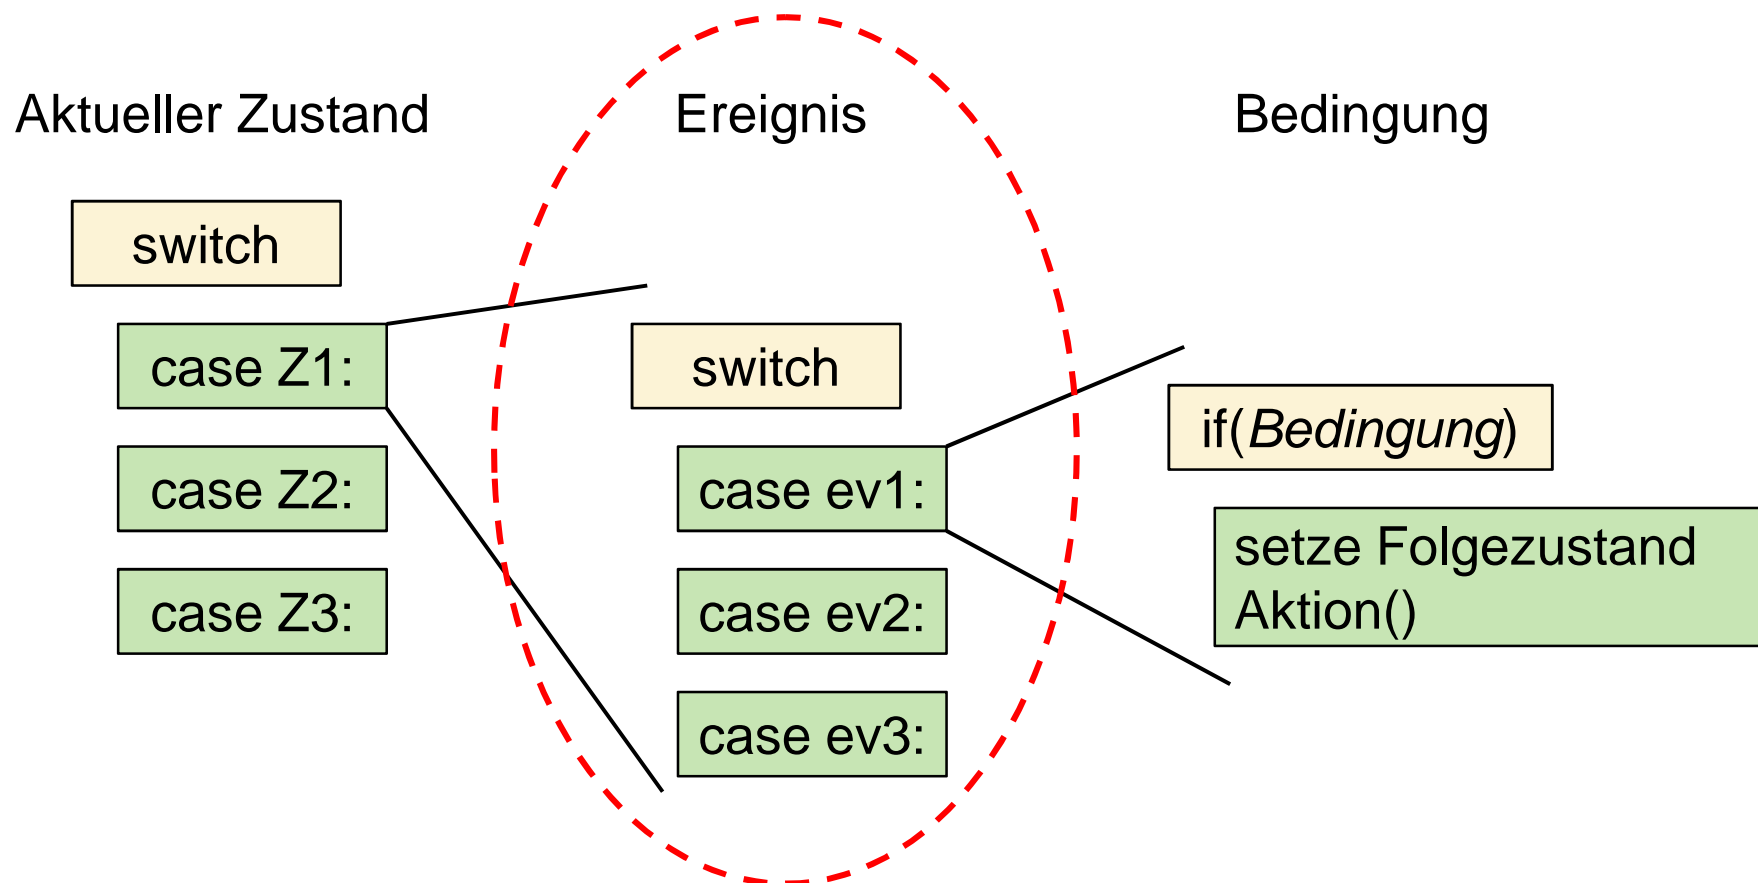 Aktueller Zustand
Ereignis
Bedingung
switch
case Z1:
case Z2:
case Z3:
switch
case ev1:
case ev2:
case ev3:
if(Bedingung)
setze Folgezustand
Aktion()